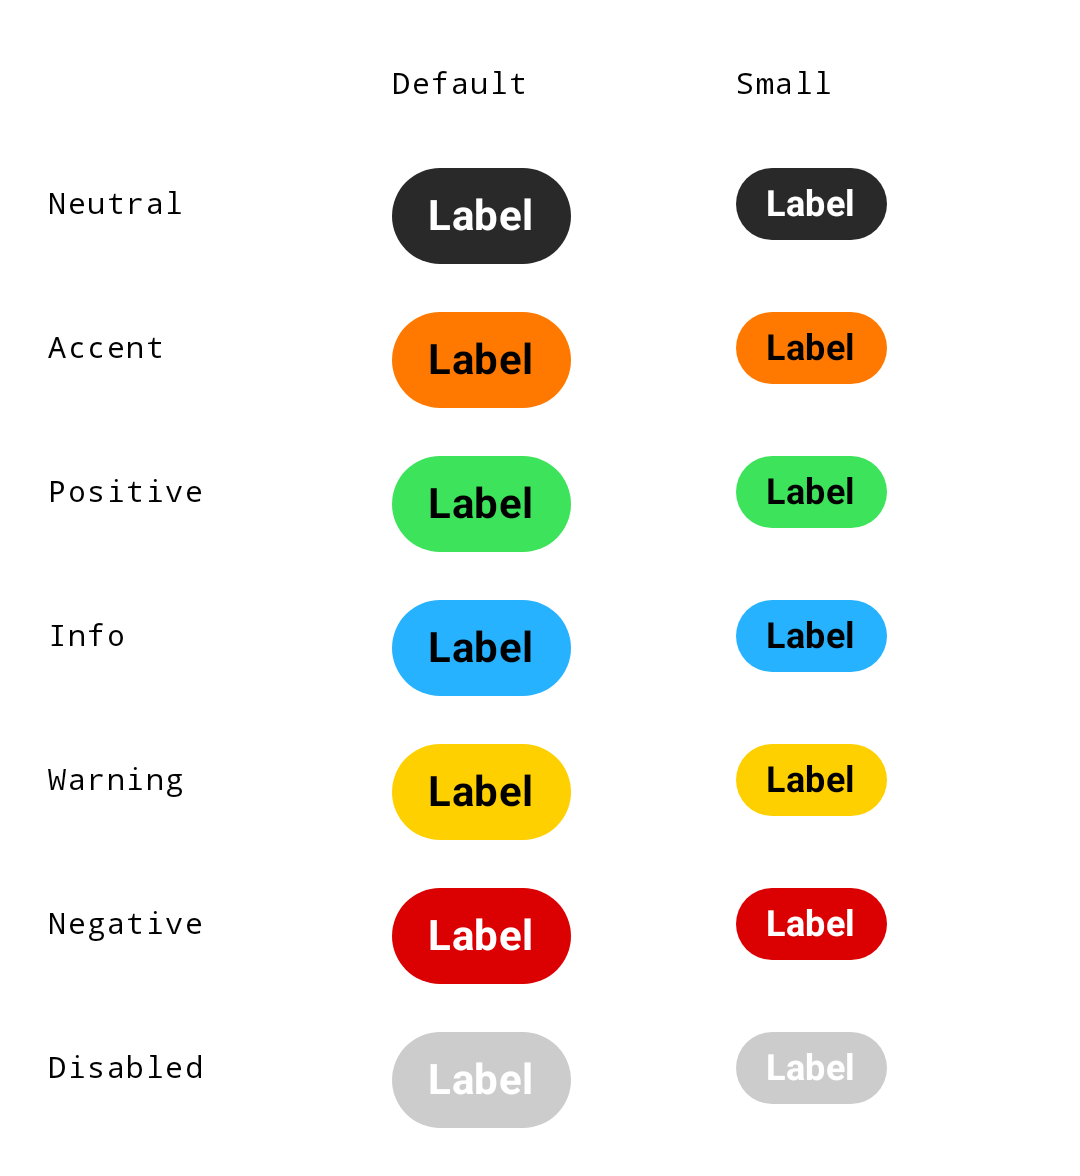 Default Small
Neutral Label Label
Accent Label Label
Positive Label Label
Info Label Label
Warning Label Label
Negative Label Label
Disabled Label Label